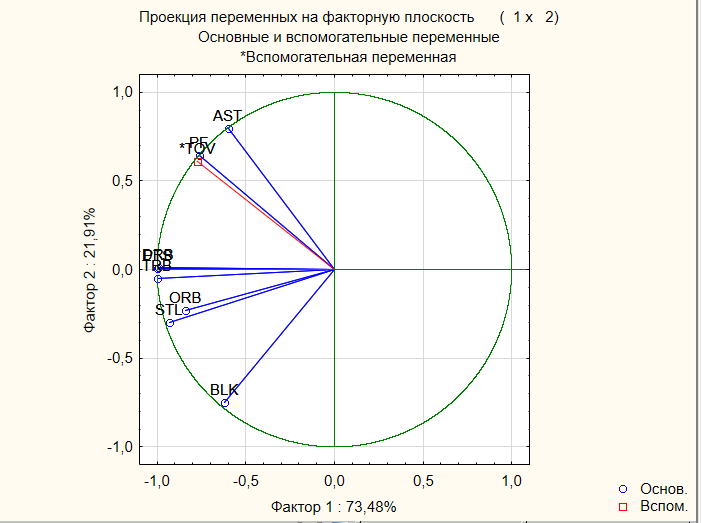 Проекция переменных на факторную плоскость ( 1 x 2)
Основные и вспомогательные переменные
*Вспомогательная переменная
1,0
AST
PF
*TOV
0,5
DRB
TRB
0,0
ORB
STL
-0,5
BLK
-1,0
Фактор 2 : 21,91%
-1,0 -0,5 0,0 0,5 1,0
Фактор 1 : 73,48%
Основ.
Вспом.